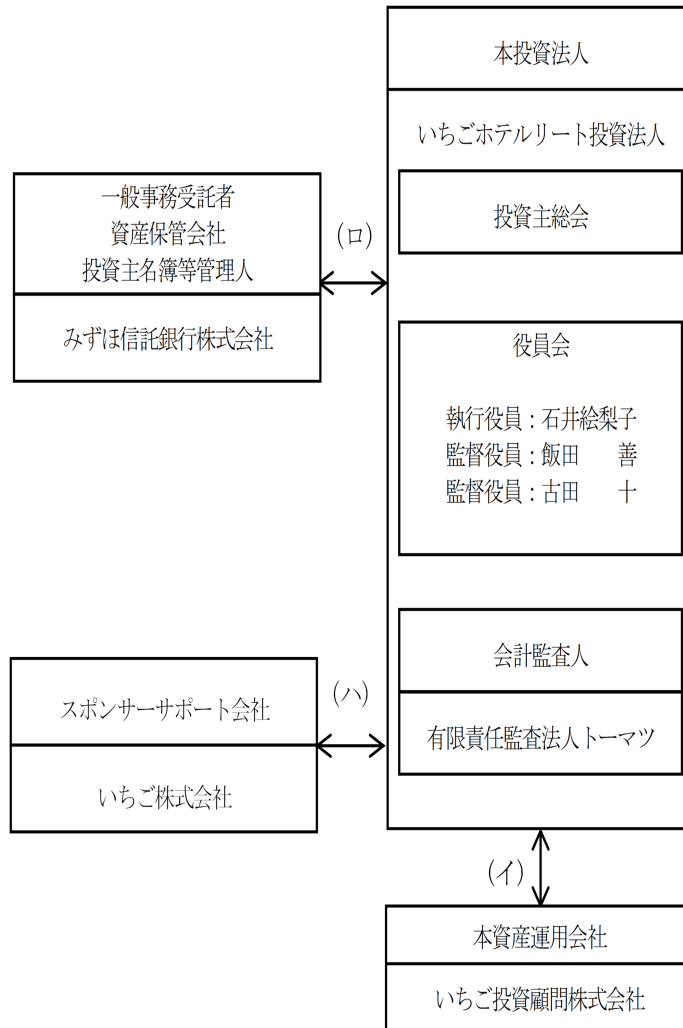 本投資法人
いちごホテルリート投資法人
投資主総会
役員会
執行役員：石井絵梨子
監督役員：飯田　　善
監督役員：古田　　十
会計監査人
有限責任監査法人トーマツ
一般事務受託者
資産保管会社
投資主名簿等管理人
みずほ信託銀行株式会社
（ロ）
スポンサーサポート会社
いちご株式会社
（ハ）
（イ）
本資産運用会社
いちご投資顧問株式会社